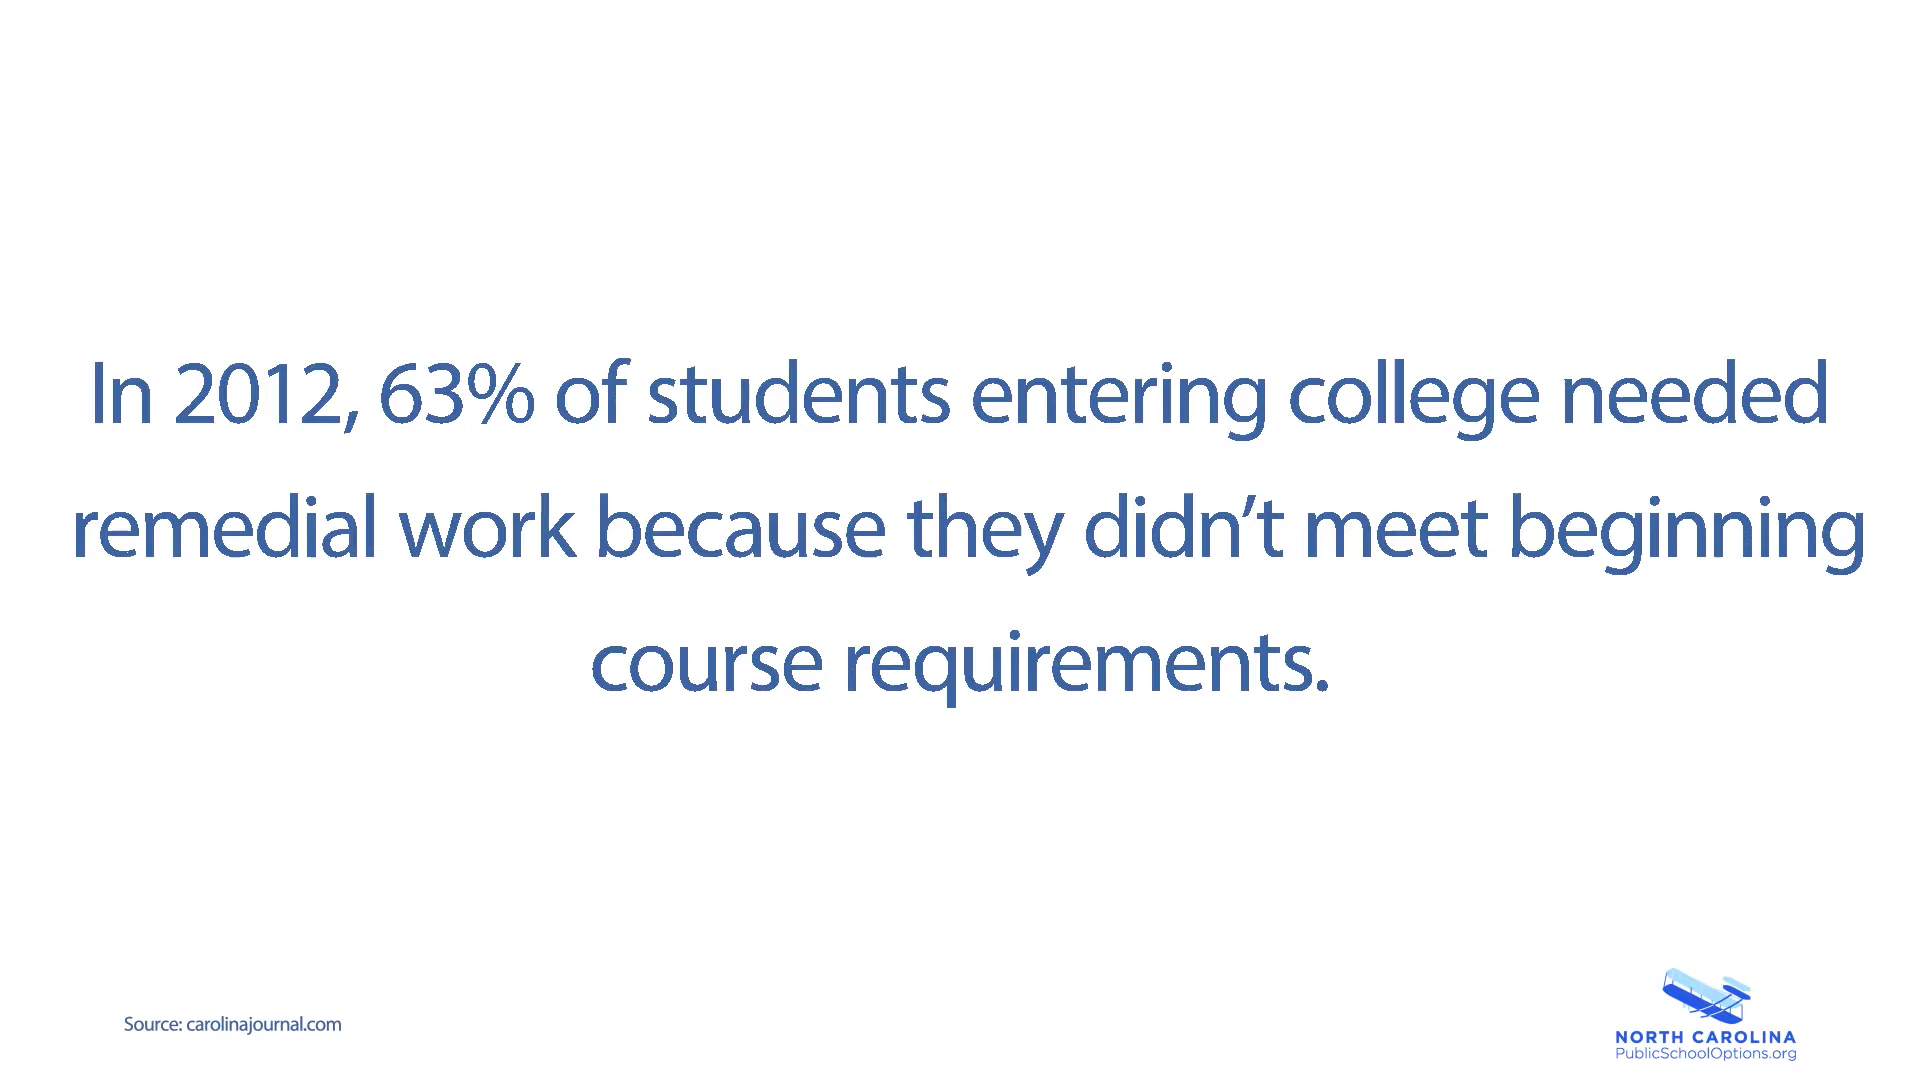 In 2012, 63% of students entering college needed
remedial work because they didn’t meet beginning
course requirements.
Source: carolinajournal.com
NORTH CAROLINA
PublicSchoolOptions.org